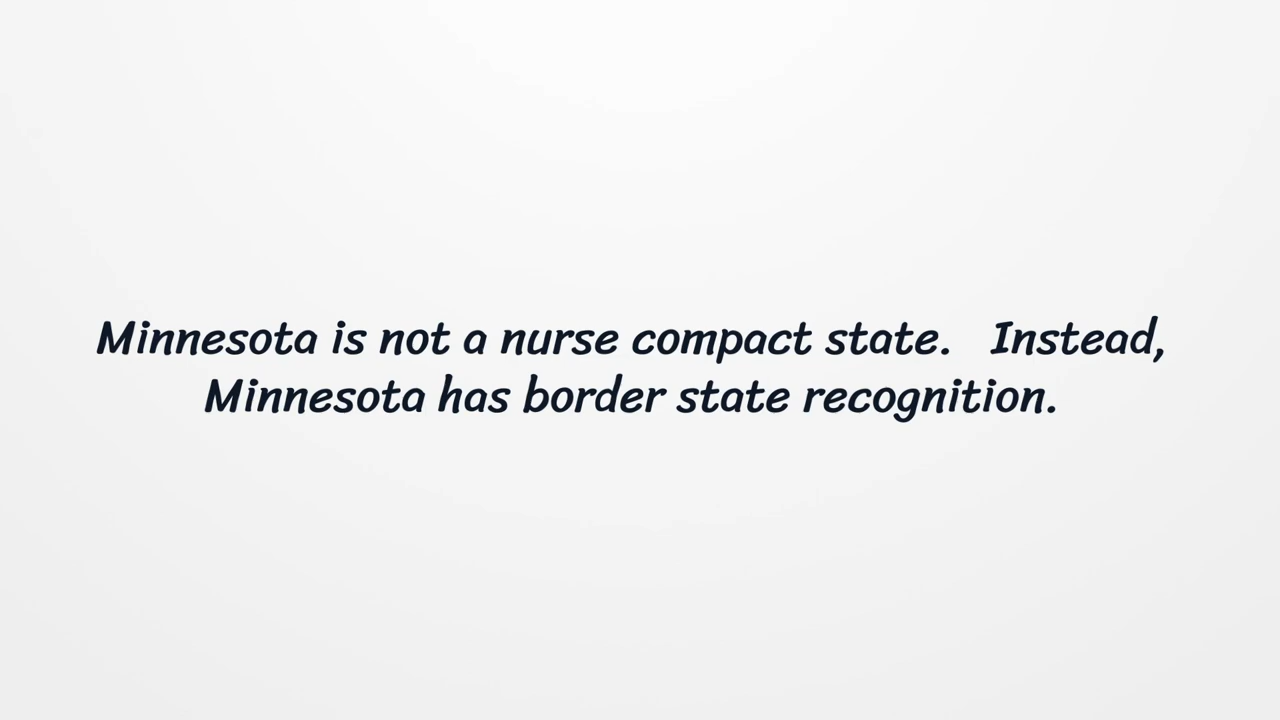 Minnesota is not a nurse compact state.   Instead,
Minnesota has border state recognition.